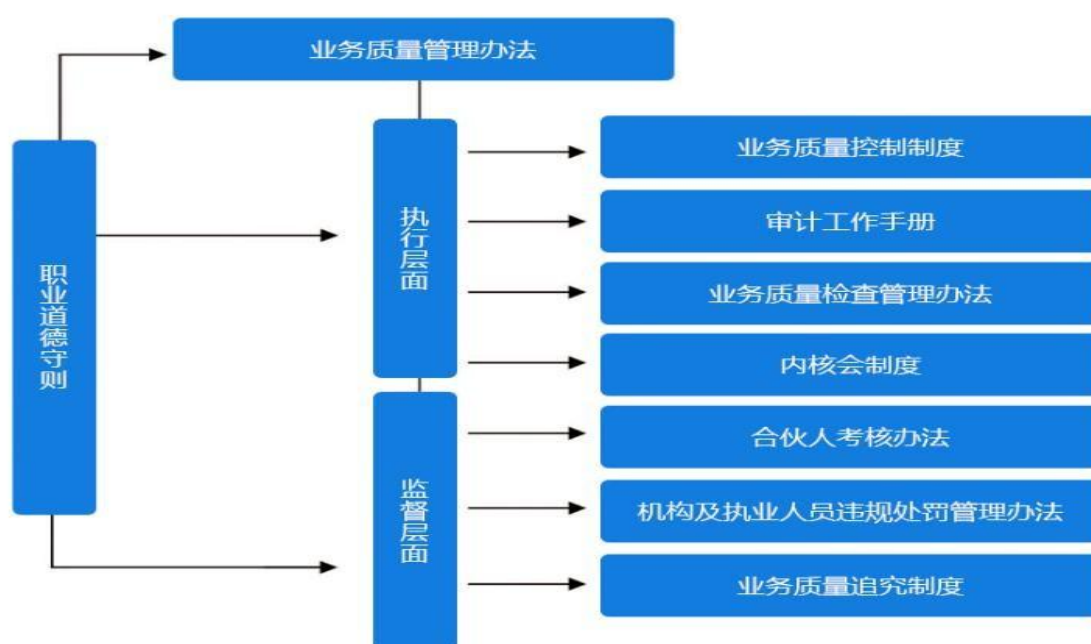 业务质量管理办法
职业道德守则
执行层面
业务质量控制制度
审计工作手册
业务质量检查管理办法
内核会制度
监督层面
合伙人考核办法
机构及执业人员违规处罚管理办法
业务质量追究制度